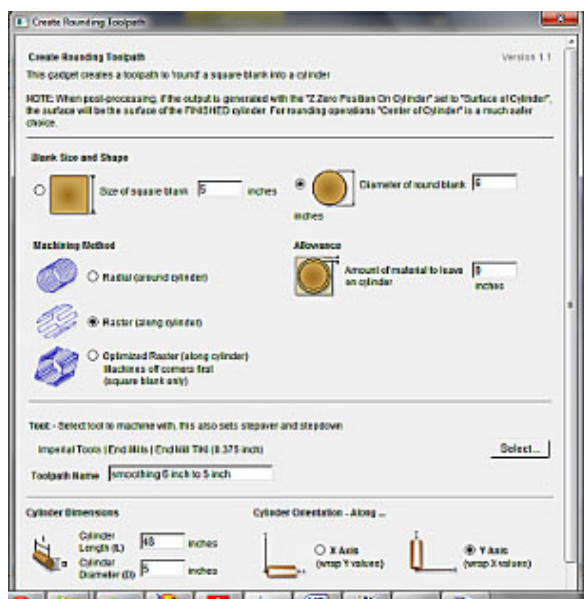 Create Rounding Toolpath
Create Rounding Toolpath Version 1.1
This gadget creates a toolpath to 'round' a square blank into a cylinder
NOTE: When post-processing, if the output is generated with the "Z Zero Position On Cylinder" set to "Surface of Cylinder",
the surface will be the surface of the FINISHED cylinder. For rounding operations "Center of Cylinder" is a much safer
choice.
Blank Size and Shape
Size of square blank 5 inches
Diameter of round blank 6
inches
Machining Method
Radial (around cylinder)
Raster (along cylinder)
Optimized Raster (along cylinder)
Machines off corners first
(square blank only)
Allowance
Amount of material to leave 0
on cylinder inches
Tool: - Select tool to machine with, this also sets stepover and stepdown
Imperial Tools | End Mills | End Mill TiNi (0.375 inch) Select...
Toolpath Name smoothing 6 inch to 5 inch
Cylinder Dimensions
Cylinder
Length (L) 48 inches
Cylinder
Diameter (D) 5 inches
Cylinder Orientation - Along ...
X Axis
(wrap Y values)
Y Axis
(wrap X values)